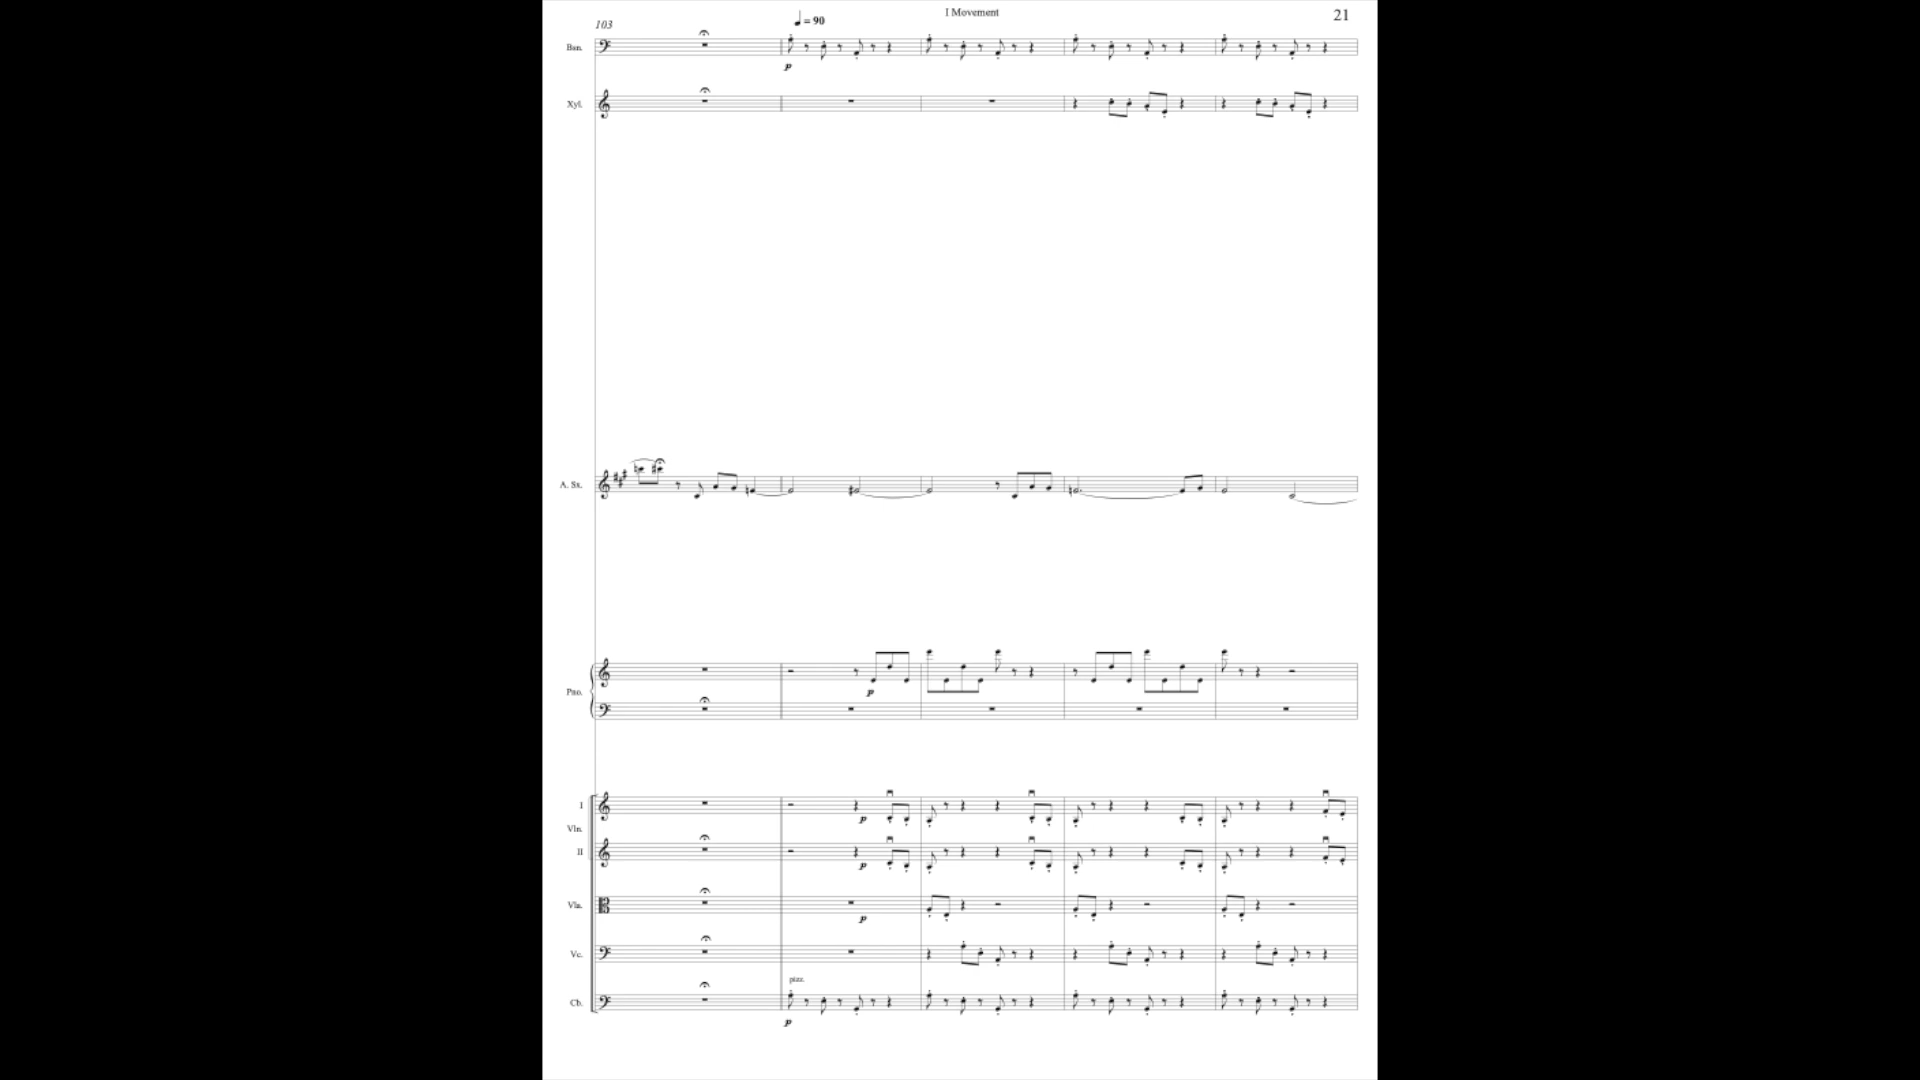 I Movement
21
103
♩ = 90
Bsn.
p
Xyl.
A. Sx.
Pno.
p
I
p
Vln.
II
p
Vla.
p
Vc.
pizz.
Cb.
p